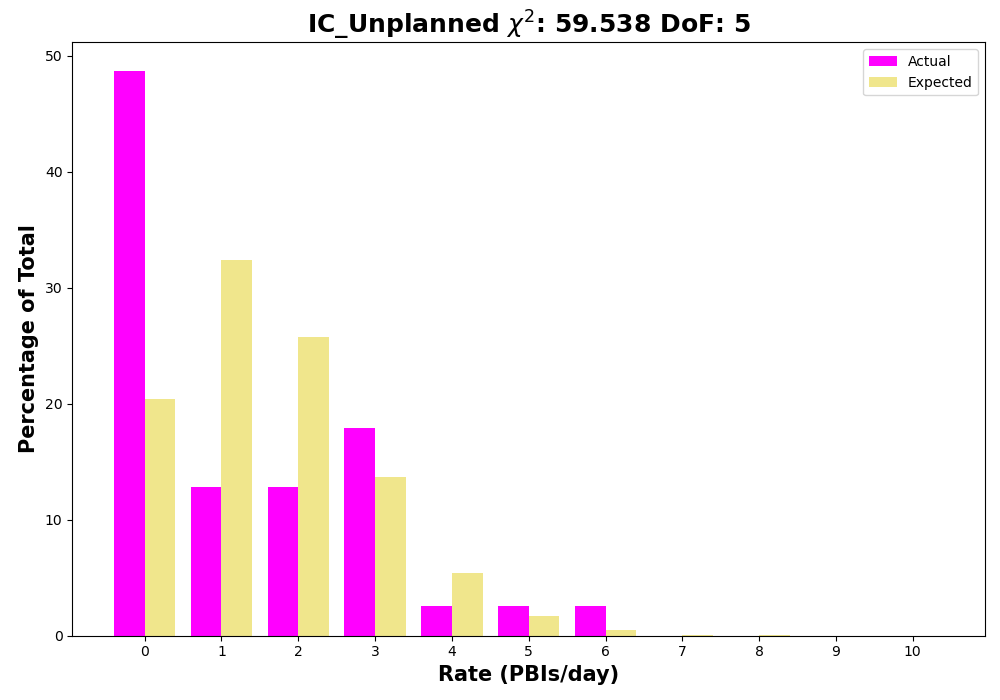 IC_Unplanned χ²: 59.538 DoF: 5
Actual
Expected
Percentage of Total
50
40
30
20
10
0
0 1 2 3 4 5 6 7 8 9 10
Rate (PBIs/day)